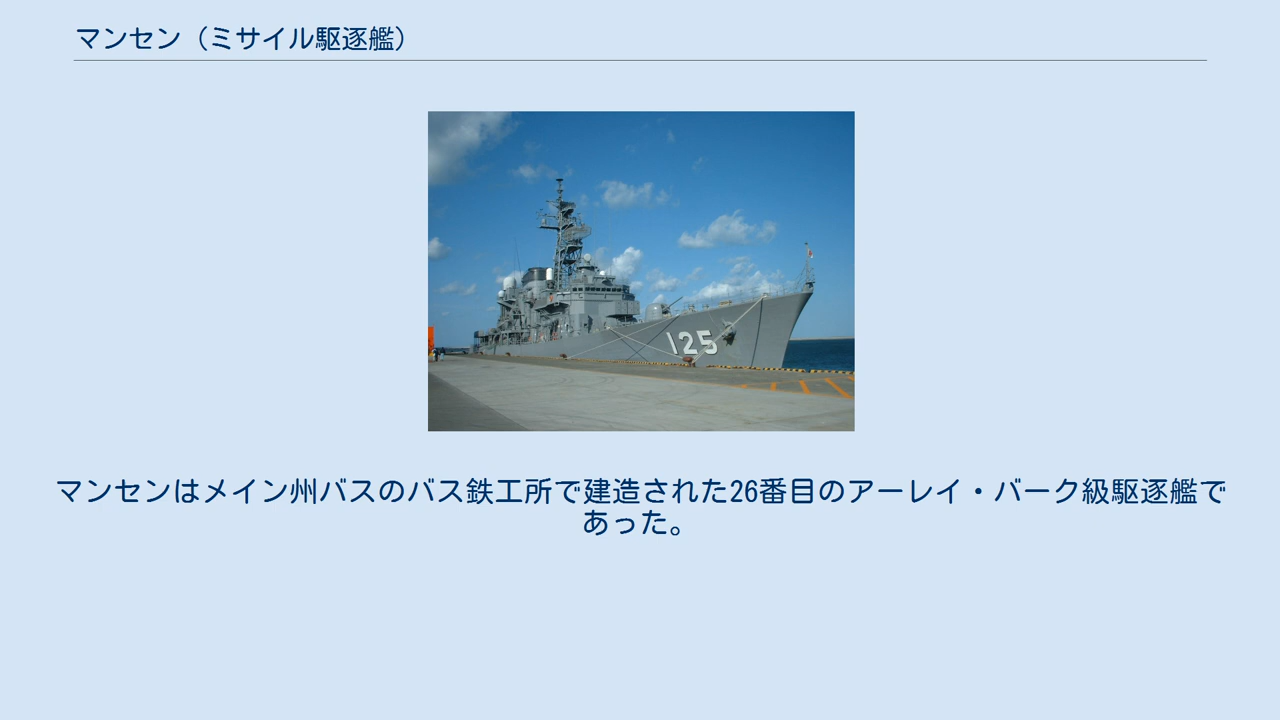 マンセン（ミサイル駆逐艦）
125
マンセンはメイン州バスのバス鉄工所で建造された26番目のアーレイ・バーク級駆逐艦で
あった。